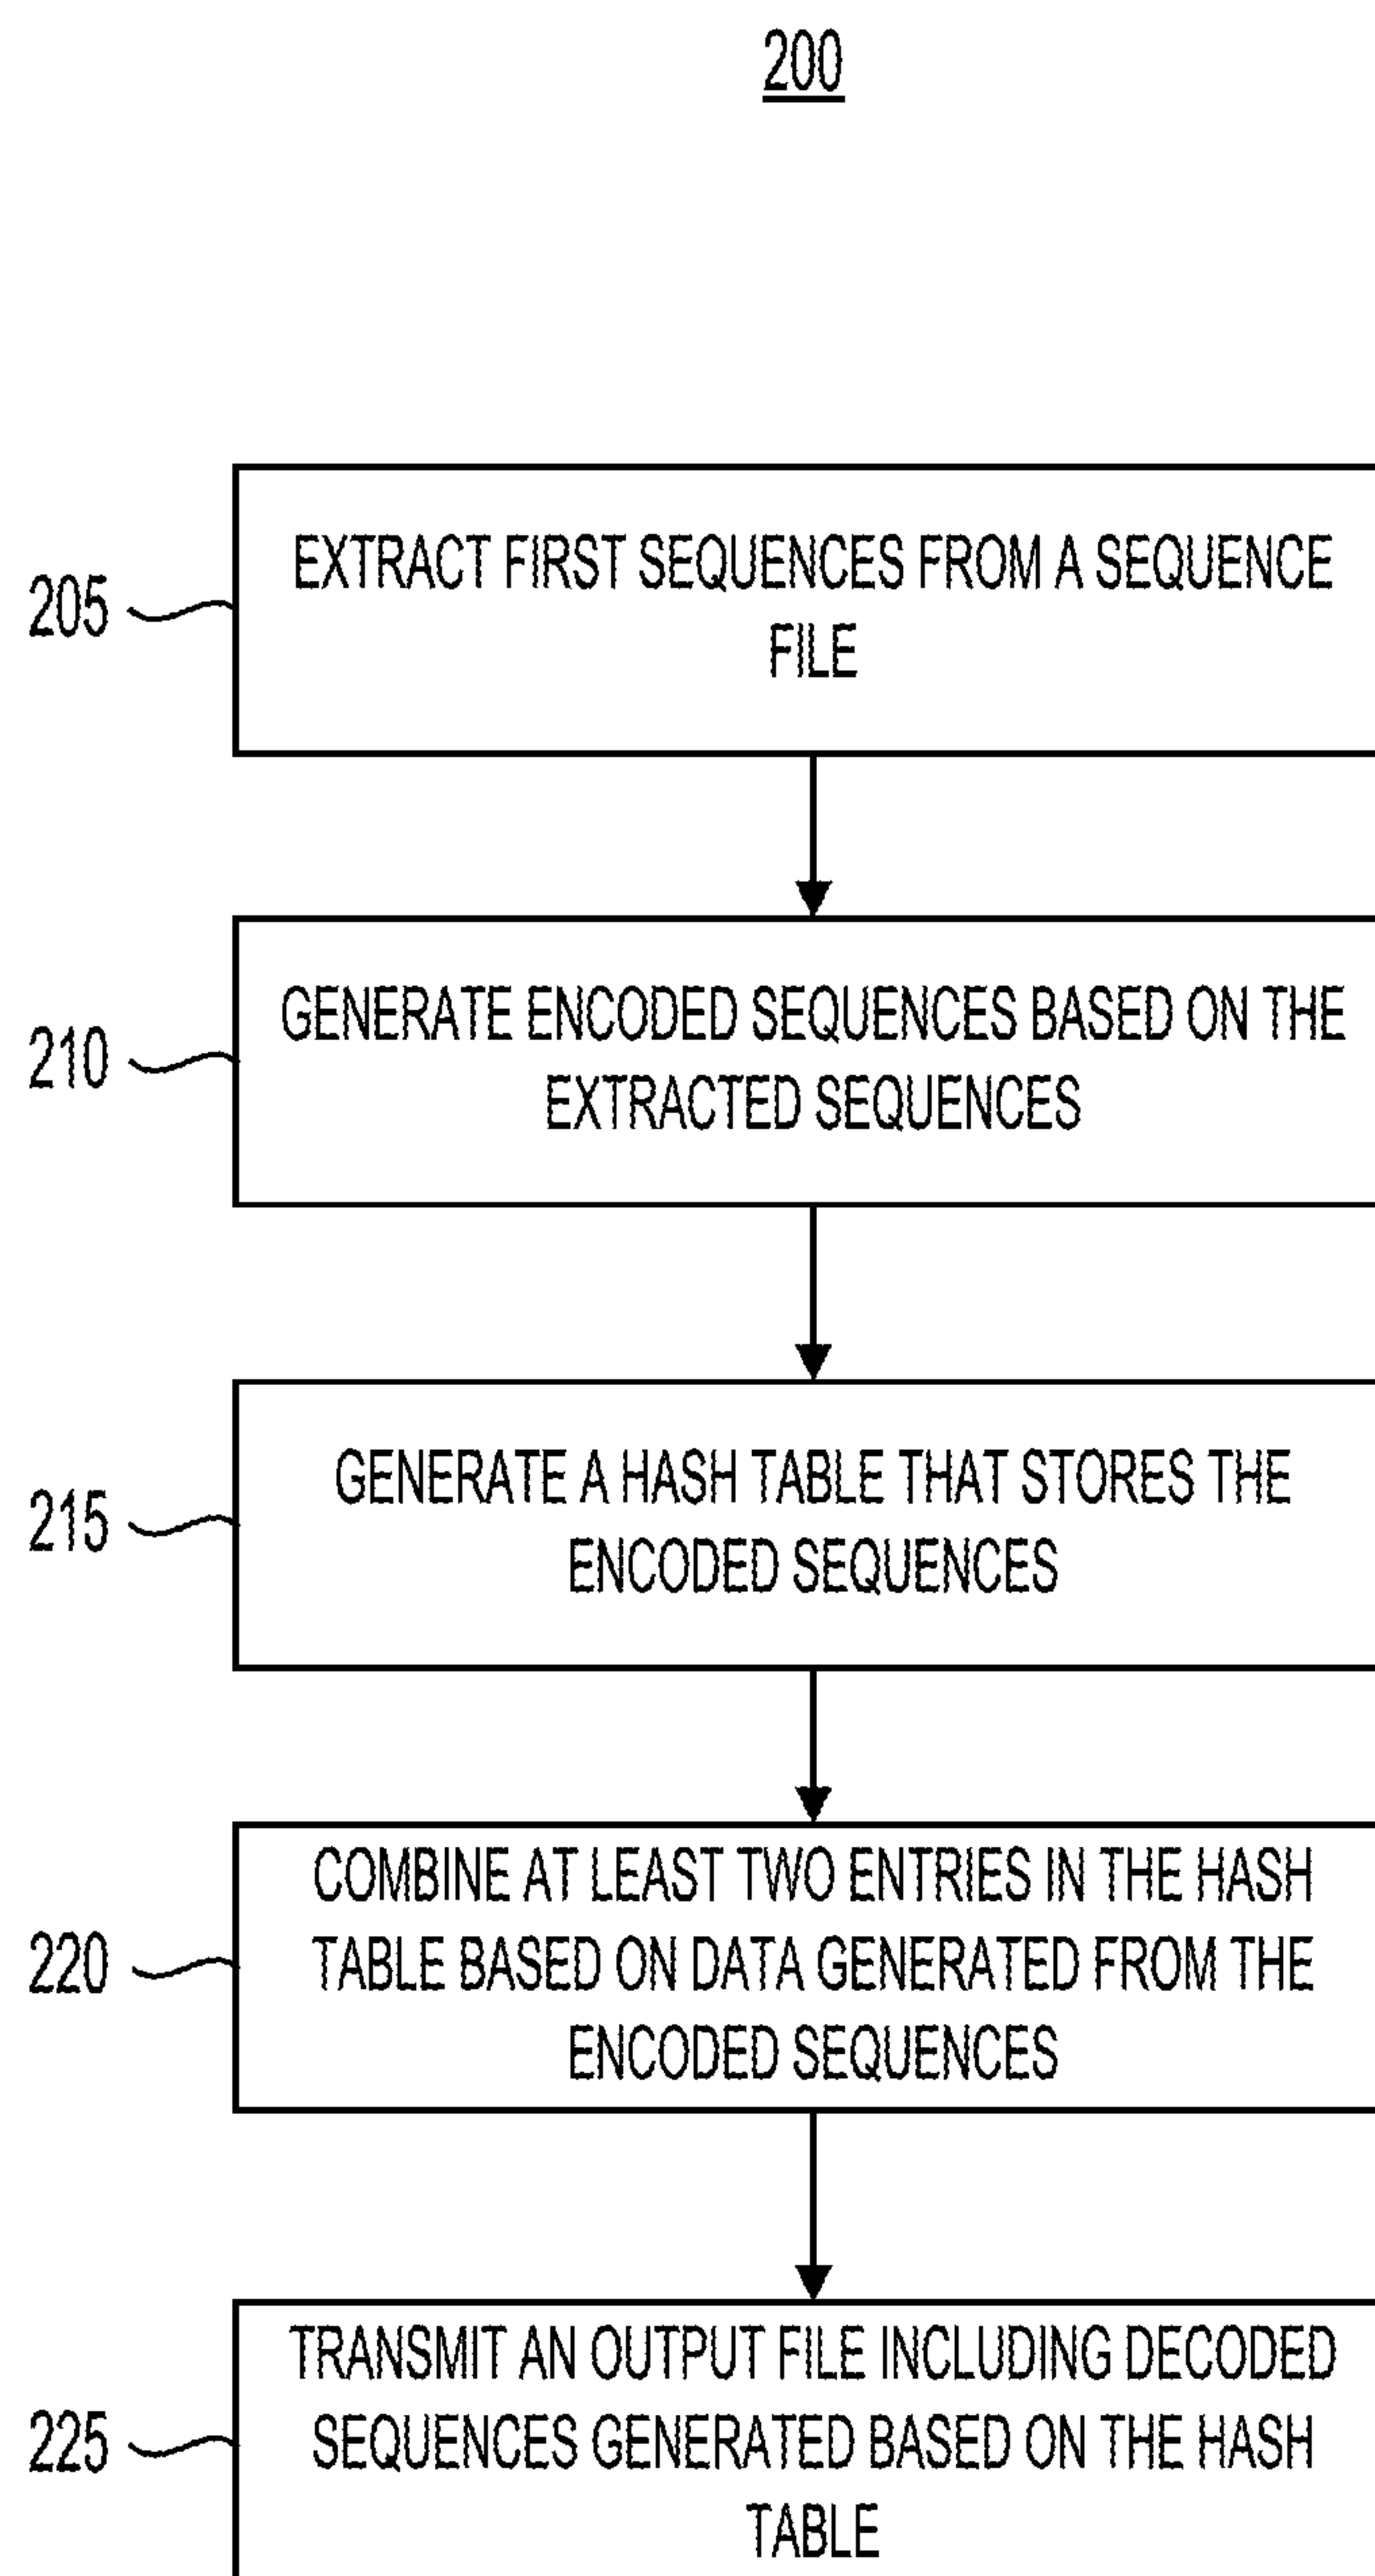 200
205
EXTRACT FIRST SEQUENCES FROM A SEQUENCE
FILE
210
GENERATE ENCODED SEQUENCES BASED ON THE
EXTRACTED SEQUENCES
215
GENERATE A HASH TABLE THAT STORES THE
ENCODED SEQUENCES
220
COMBINE AT LEAST TWO ENTRIES IN THE HASH
TABLE BASED ON DATA GENERATED FROM THE
ENCODED SEQUENCES
225
TRANSMIT AN OUTPUT FILE INCLUDING DECODED
SEQUENCES GENERATED BASED ON THE HASH
TABLE